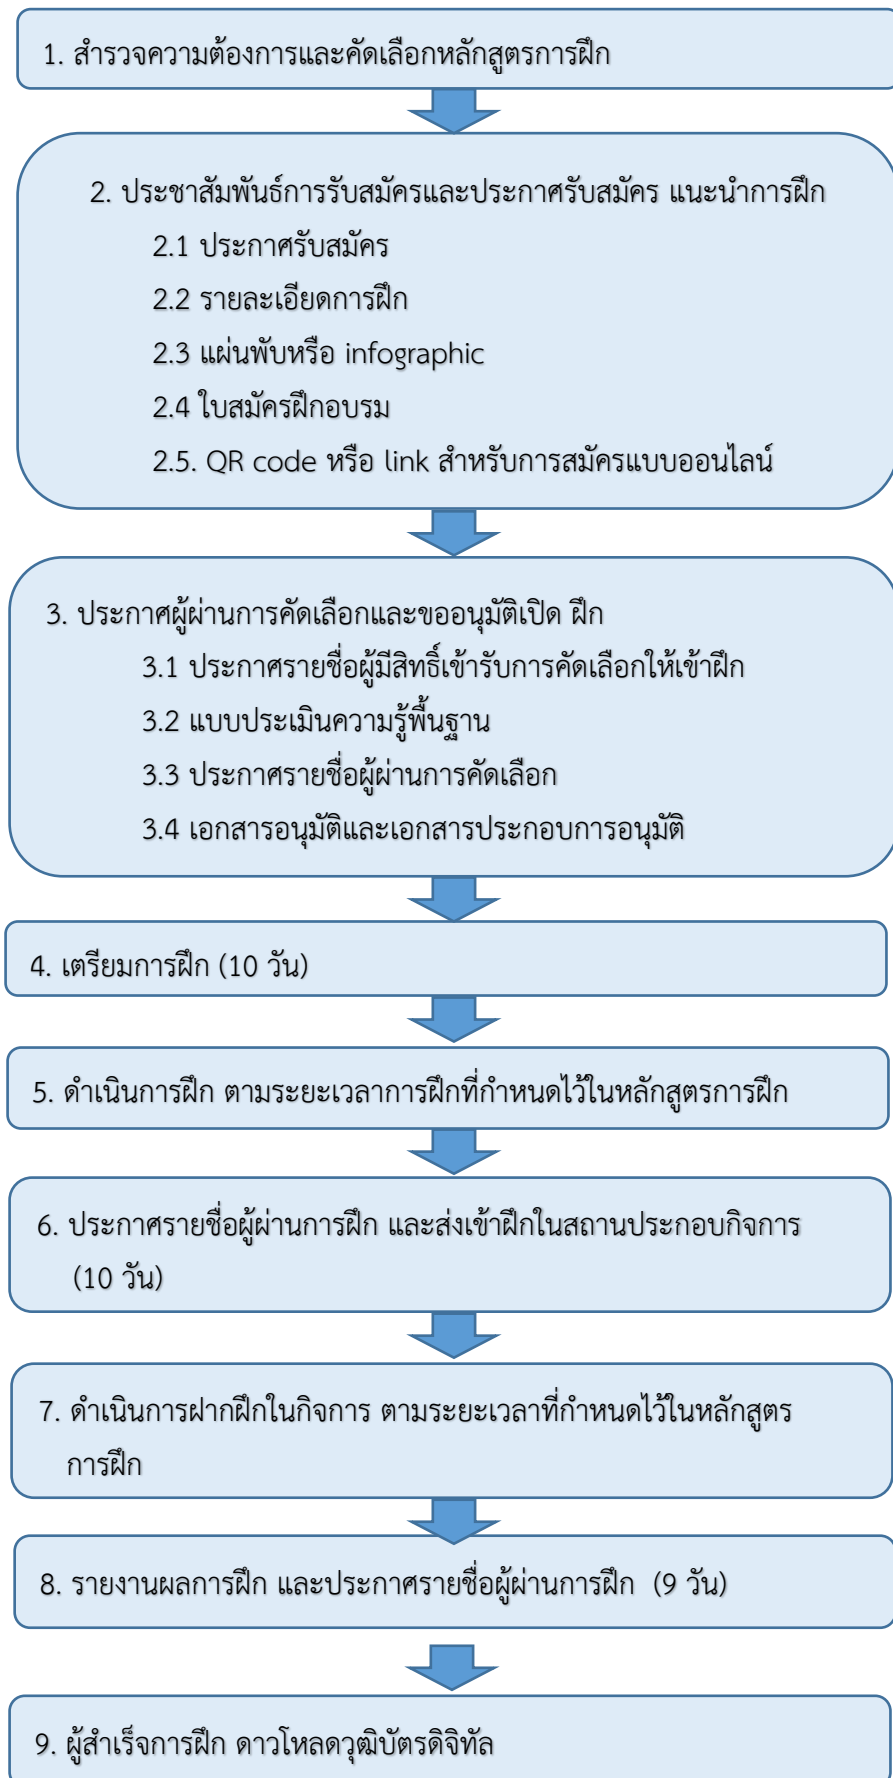 1. สำรวจความต้องการและคัดเลือกหลักสูตรการฝึก
2. ประชาสัมพันธ์การรับสมัครและประกาศรับสมัคร แนะนำการฝึก
2.1 ประกาศรับสมัคร
2.2 รายละเอียดการฝึก
2.3 แผ่นพับหรือ infographic
2.4 ใบสมัครฝึกอบรม
2.5. QR code หรือ link สำหรับการสมัครแบบออนไลน์
3. ประกาศผู้ผ่านการคัดเลือกและขออนุมัติเปิด ฝึก
3.1 ประกาศรายชื่อผู้มีสิทธิ์เข้ารับการคัดเลือกให้เข้าฝึก
3.2 แบบประเมินความรู้พื้นฐาน
3.3 ประกาศรายชื่อผู้ผ่านการคัดเลือก
3.4 เอกสารอนุมัติและเอกสารประกอบการอนุมัติ
4. เตรียมการฝึก (10 วัน)
5. ดำเนินการฝึก ตามระยะเวลาการฝึกที่กำหนดไว้ในหลักสูตรการฝึก
6. ประกาศรายชื่อผู้ผ่านการฝึก และส่งเข้าฝึกในสถานประกอบกิจการ
(10 วัน)
7. ดำเนินการฝากฝึกในกิจการ ตามระยะเวลาที่กำหนดไว้ในหลักสูตร
การฝึก
8. รายงานผลการฝึก และประกาศรายชื่อผู้ผ่านการฝึก (9 วัน)
9. ผู้สำเร็จการฝึก ดาวโหลดวุฒิบัตรดิจิทัล